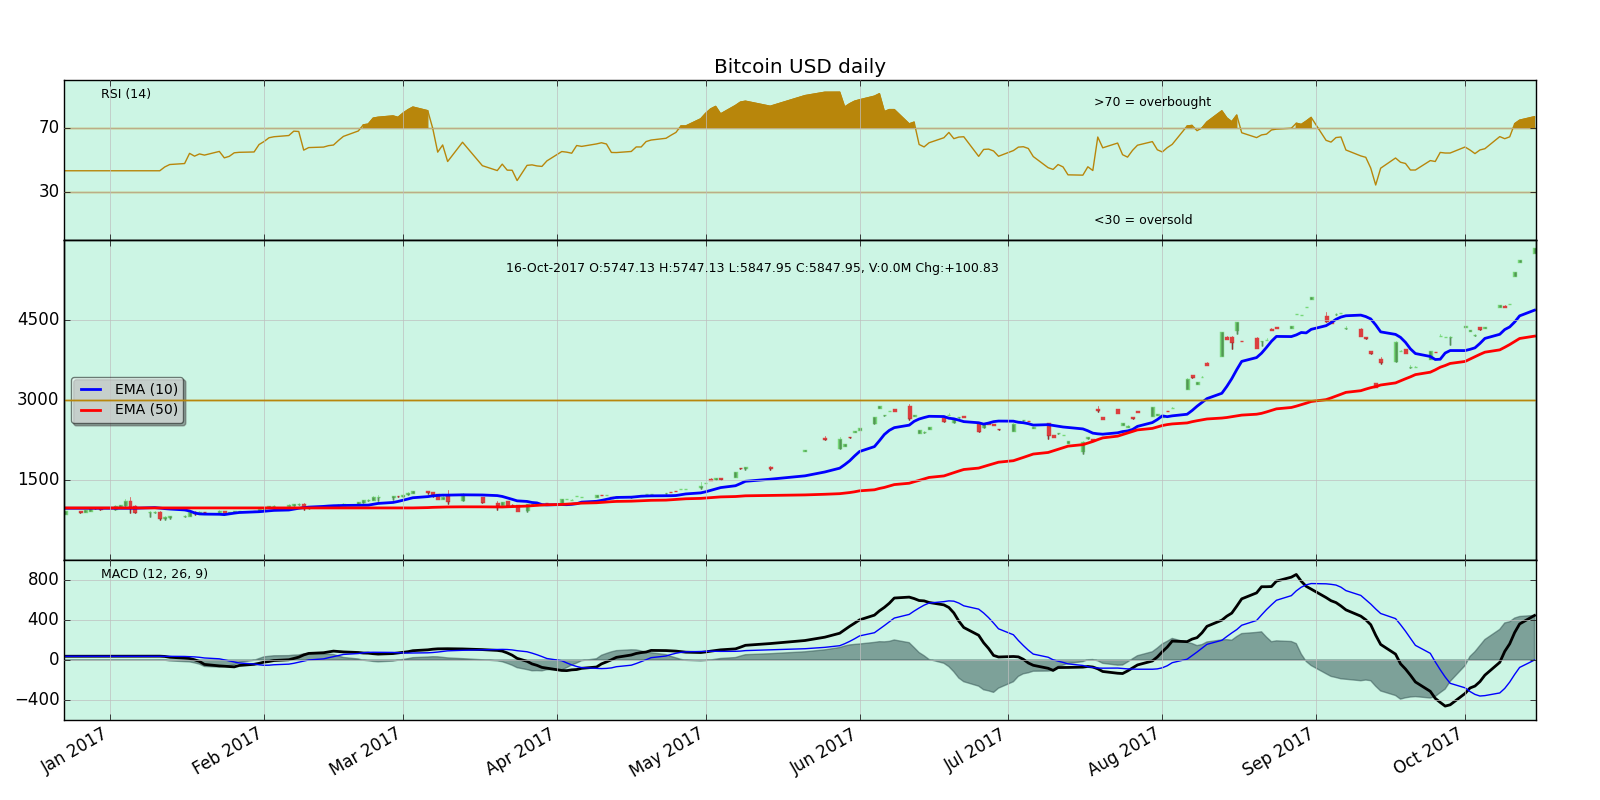 Bitcoin USD daily
RSI (14)
>70 = overbought
70
30
<30 = oversold
16-Oct-2017 O:5747.13 H:5747.13 L:5847.95 C:5847.95, V:0.0M Chg:+100.83
4500
EMA (10)
3000
EMA (50)
1500
MACD (12, 26, 9)
800
400
0
−400
Jan 2017 Feb 2017 Mar 2017 Apr 2017 May 2017 Jun 2017 Jul 2017 Aug 2017 Sep 2017 Oct 2017